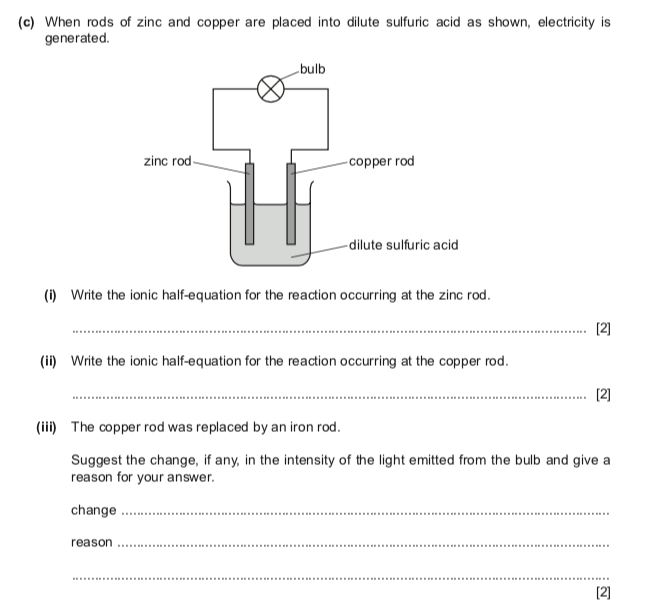 (c) When rods of zinc and copper are placed into dilute sulfuric acid as shown, electricity is
generated.
bulb
zinc rod
copper rod
dilute sulfuric acid
(i) Write the ionic half-equation for the reaction occurring at the zinc rod.
[2]
(ii) Write the ionic half-equation for the reaction occurring at the copper rod.
[2]
(iii) The copper rod was replaced by an iron rod.
Suggest the change, if any, in the intensity of the light emitted from the bulb and give a
reason for your answer.
change
reason
[2]